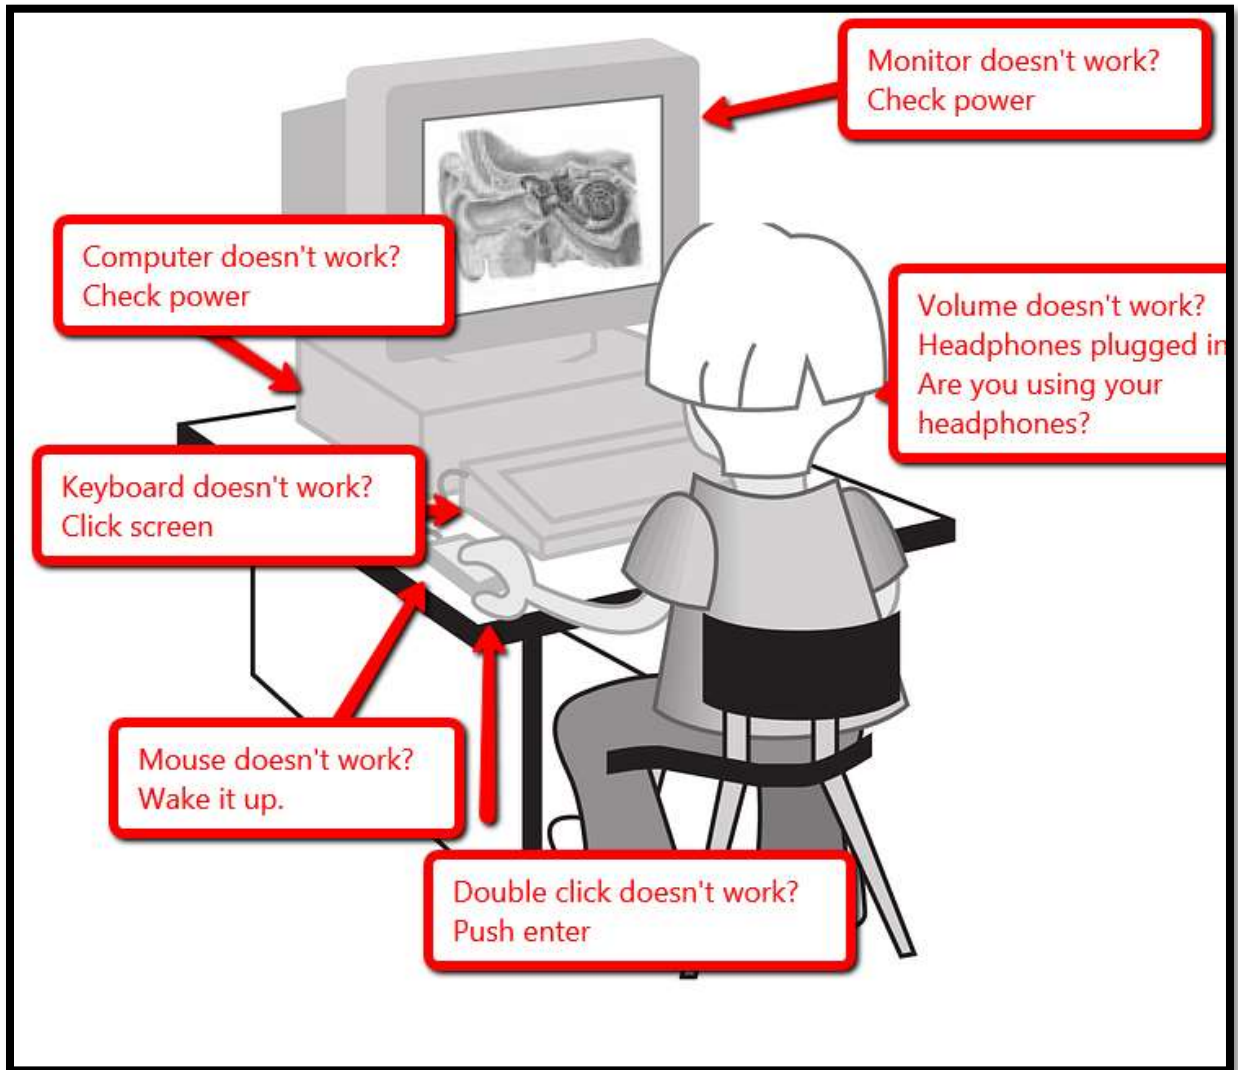 Monitor doesn't work?
Check power
Computer doesn't work?
Check power
Volume doesn't work?
Headphones plugged in
Are you using your
headphones?
Keyboard doesn't work?
Click screen
Mouse doesn't work?
Wake it up.
Double click doesn't work?
Push enter